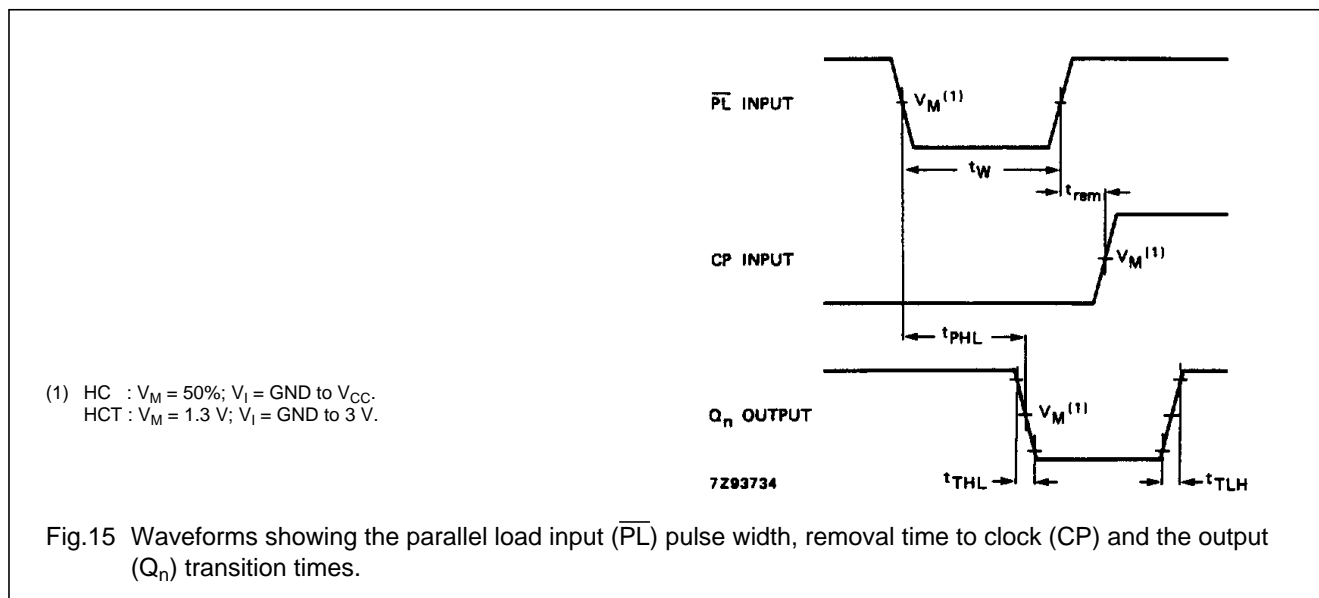 PL INPUT
V_M (1)
t_W
t_rem
CP INPUT
V_M (1)
t_PHL
(1) HC : V_M = 50%; V_I = GND to V_CC.
HCT : V_M = 1.3 V; V_I = GND to 3 V.
Q_n OUTPUT
V_M (1)
t_THL
t_TLH
7Z93734
Fig.15 Waveforms showing the parallel load input (PL) pulse width, removal time to clock (CP) and the output
(Q_n) transition times.